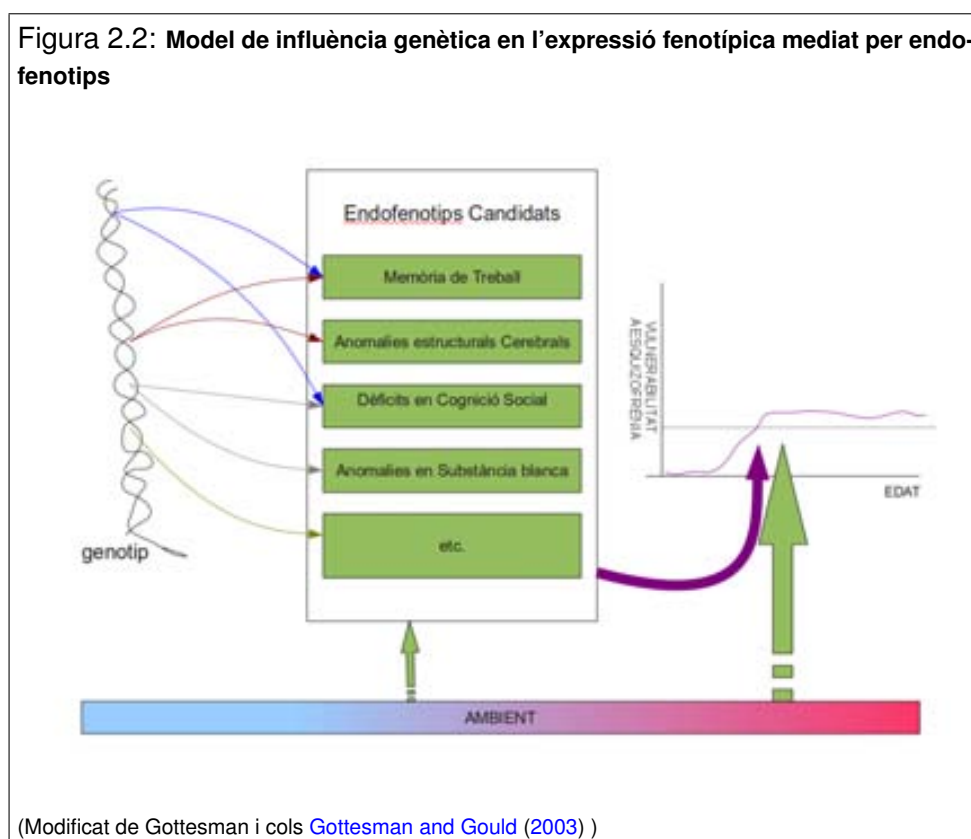 Figura 2.2: Model de influència genètica en l'expressió fenotípica mediat per endo-
fenotips
Endofenotips Candidats
Memòria de Treball
Anomalies estructurals Cerebrals
Dèficits en Cognició Social
Anomalies en Substància blanca
etc.
genotip
VULNERABILITAT
AESQUIZOFRENIA
EDAT
AMBIENT
(Modificat de Gottesman i cols Gottesman and Gould (2003) )